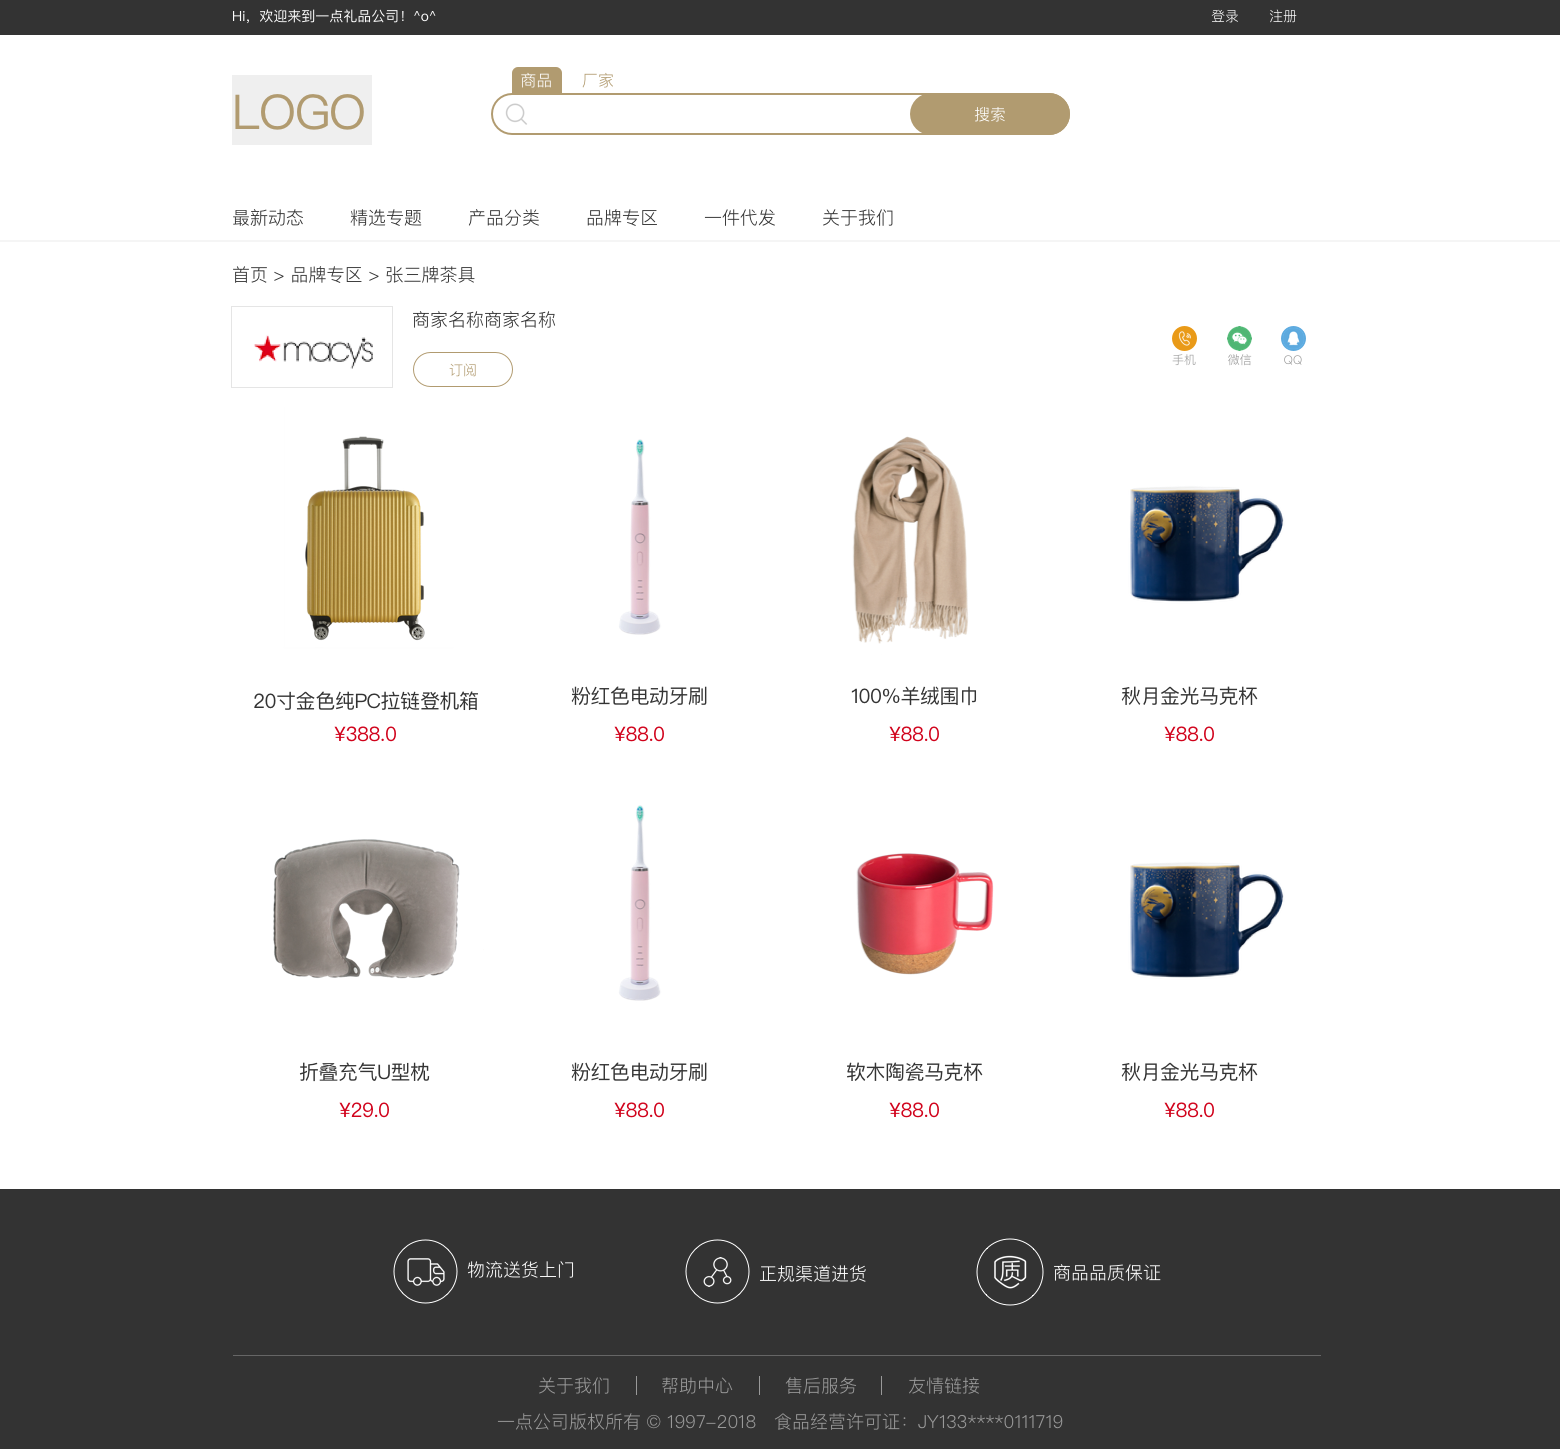 Hi，欢迎来到一点礼品公司！^o^ 登录 注册
商品 厂家
LOGO
搜索
最新动态 精选专题 产品分类 品牌专区 一件代发 关于我们
首页 > 品牌专区 > 张三牌茶具
商家名称商家名称
macy's
订阅
手机 微信 QQ
20寸金色纯PC拉链登机箱 粉红色电动牙刷 100%羊绒围巾 秋月金光马克杯
¥388.0 ¥88.0 ¥88.0 ¥88.0
折叠充气U型枕 粉红色电动牙刷 软木陶瓷马克杯 秋月金光马克杯
¥29.0 ¥88.0 ¥88.0 ¥88.0
物流送货上门 正规渠道进货 质 商品品质保证
关于我们 帮助中心 售后服务 友情链接
一点公司版权所有 © 1997-2018 食品经营许可证：JY133****0111719